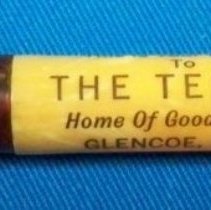 To
THE TE
Home Of Good
GLENCOE,